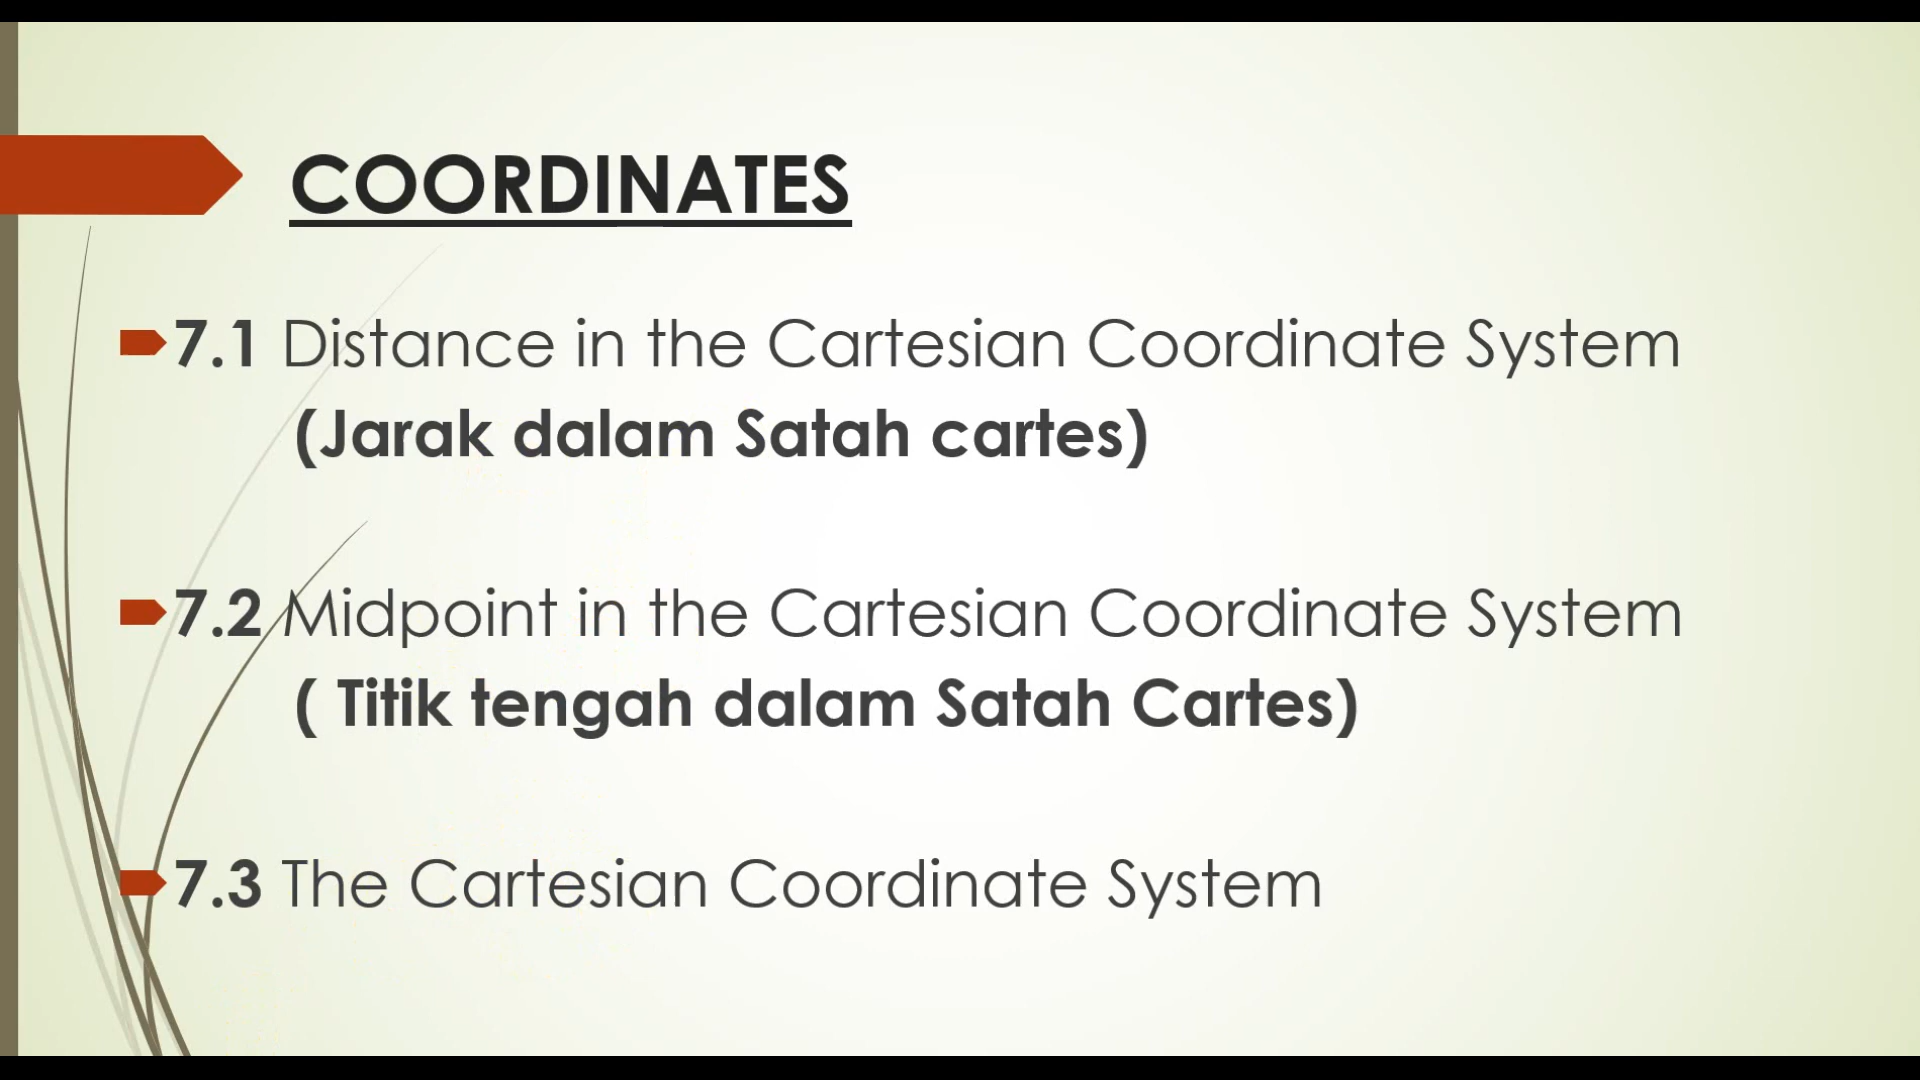 COORDINATES
7.1 Distance in the Cartesian Coordinate System
(Jarak dalam Satah cartes)
7.2 Midpoint in the Cartesian Coordinate System
( Titik tengah dalam Satah Cartes)
7.3 The Cartesian Coordinate System